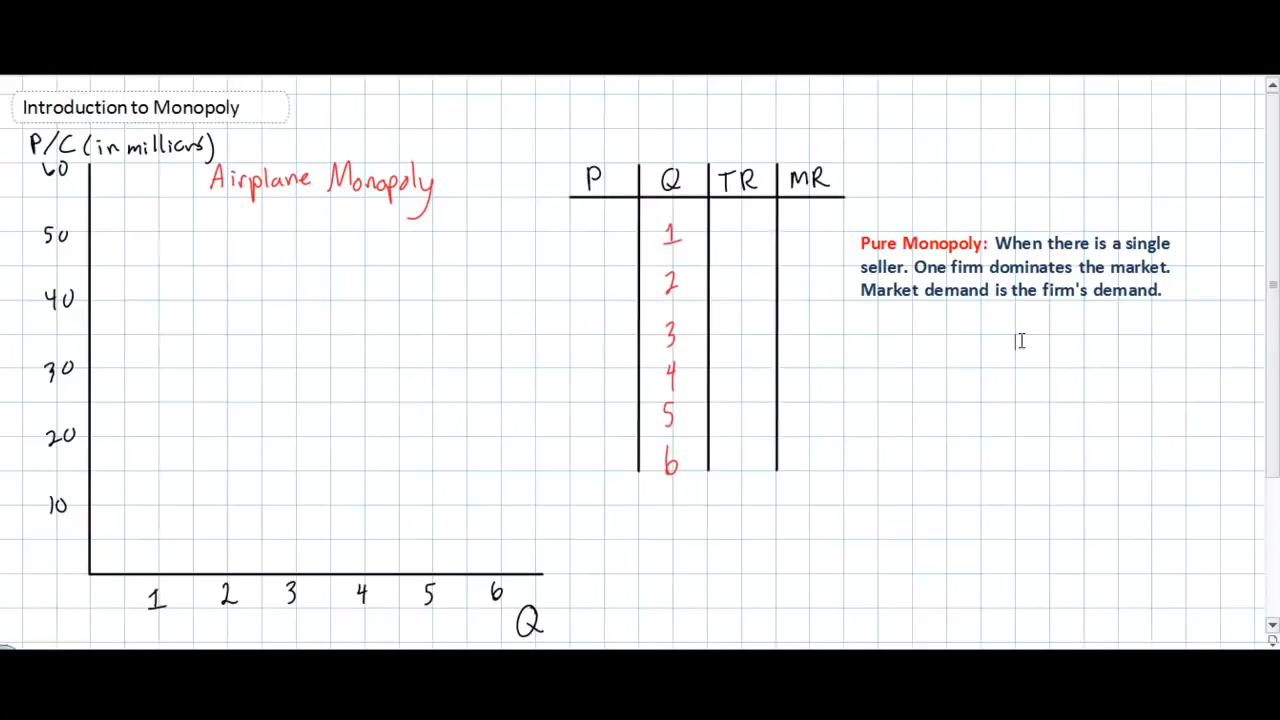 Introduction to Monopoly
P/C (in millions)
Airplane Monopoly
60
50
40
30
20
10
1 2 3 4 5 6
Q
P Q TR MR
1
2
3
4
5
6
Pure Monopoly: When there is a single
seller. One firm dominates the market.
Market demand is the firm's demand.